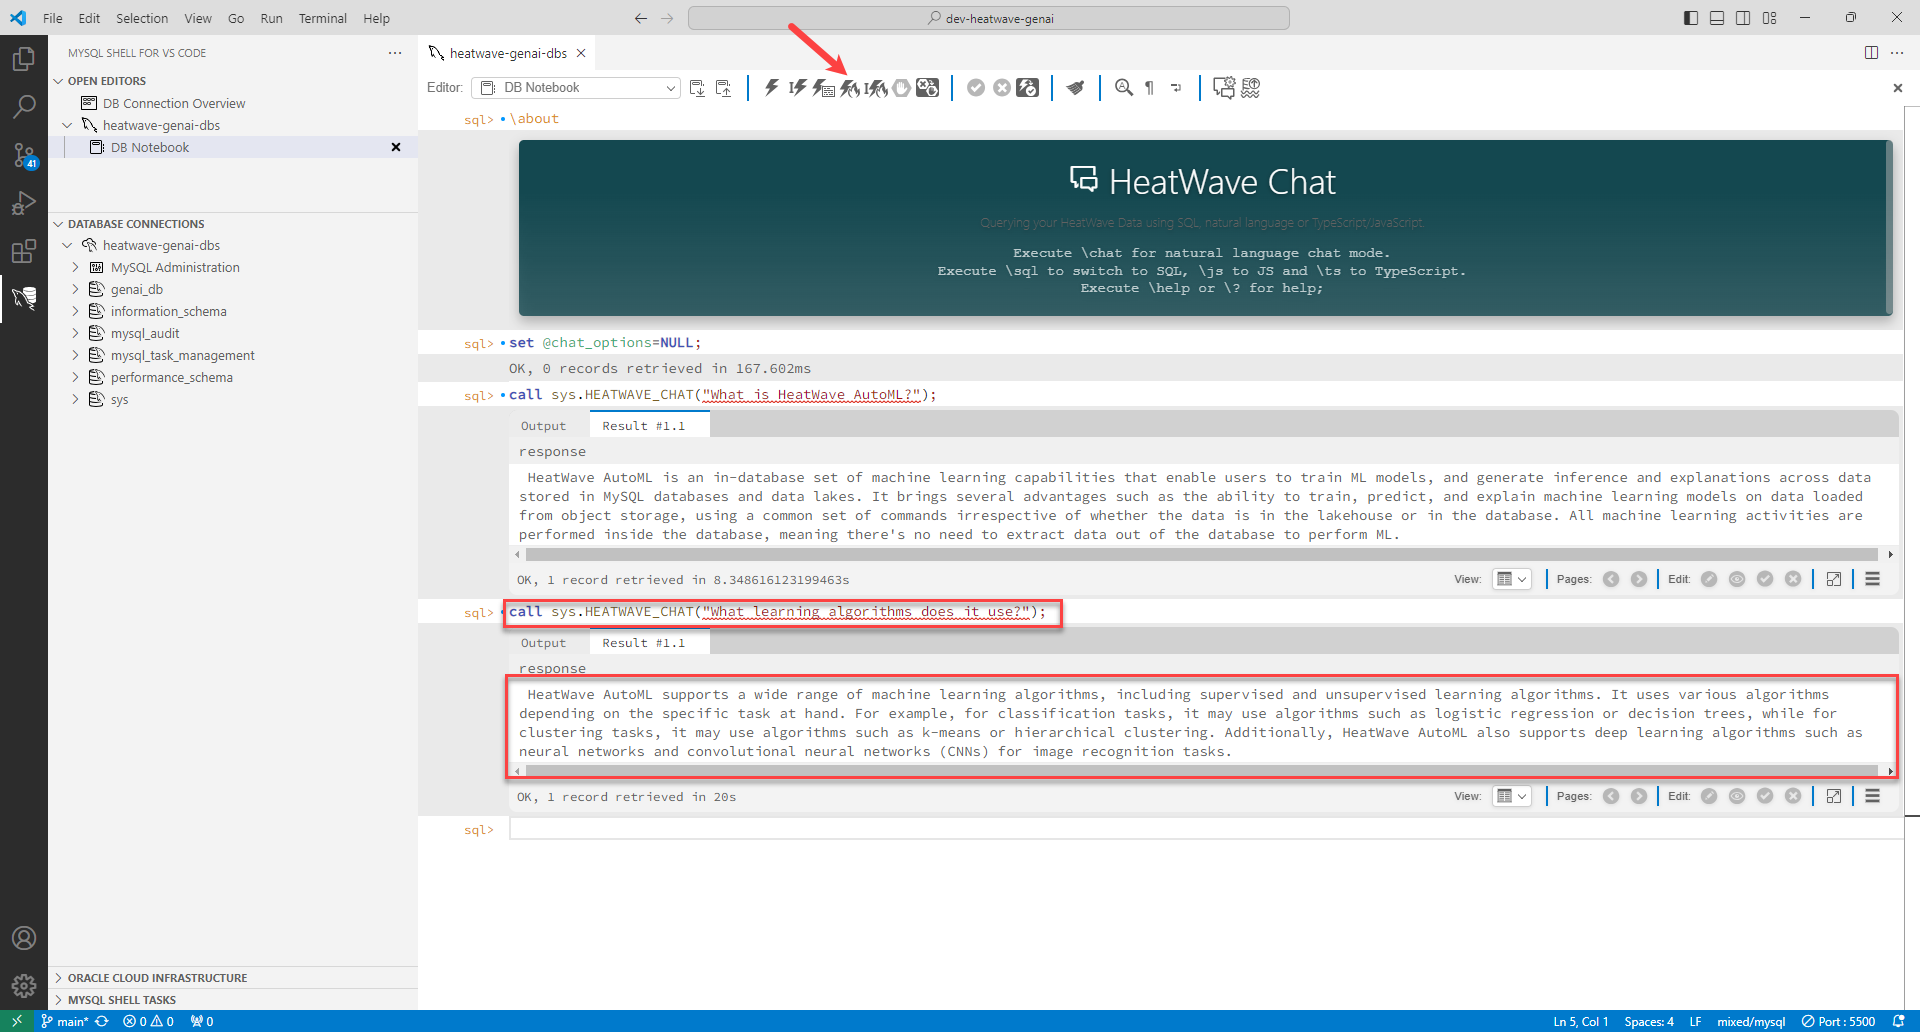 File Edit Selection View Go Run Terminal Help
dev-heatwave-genai
MYSQL SHELL FOR VS CODE
OPEN EDITORS
DB Connection Overview
heatwave-genai-dbs
DB Notebook
DATABASE CONNECTIONS
heatwave-genai-dbs
MySQL Administration
genai_db
information_schema
mysql_audit
mysql_task_management
performance_schema
sys
ORACLE CLOUD INFRASTRUCTURE
MYSQL SHELL TASKS
41
heatwave-genai-dbs
Editor: DB Notebook
sql> \about
HeatWave Chat
Querying your HeatWave Data using SQL, natural language or TypeScript/JavaScript.
Execute \chat for natural language chat mode.
Execute \sql to switch to SQL, \js to JS and \ts to TypeScript.
Execute \help or \? for help;
sql> set @chat_options=NULL;
OK, 0 records retrieved in 167.602ms
sql> call sys.HEATWAVE_CHAT("What is HeatWave AutoML?");
Output Result #1.1
response
HeatWave AutoML is an in-database set of machine learning capabilities that enable users to train ML models, and generate inference and explanations across data
stored in MySQL databases and data lakes. It brings several advantages such as the ability to train, predict, and explain machine learning models on data loaded
from object storage, using a common set of commands irrespective of whether the data is in the lakehouse or in the database. All machine learning activities are
performed inside the database, meaning there's no need to extract data out of the database to perform ML.
OK, 1 record retrieved in 8.348616123199463s
View: Pages: Edit:
sql> call sys.HEATWAVE_CHAT("What learning algorithms does it use?");
Output Result #1.1
response
HeatWave AutoML supports a wide range of machine learning algorithms, including supervised and unsupervised learning algorithms. It uses various algorithms
depending on the specific task at hand. For example, for classification tasks, it may use algorithms such as logistic regression or decision trees, while for
clustering tasks, it may use algorithms such as k-means or hierarchical clustering. Additionally, HeatWave AutoML also supports deep learning algorithms such as
neural networks and convolutional neural networks (CNNs) for image recognition tasks.
OK, 1 record retrieved in 20s
View: Pages: Edit:
sql>
main* 0 0 0
Ln 5, Col 1 Spaces: 4 LF mixed/mysql Port : 5500